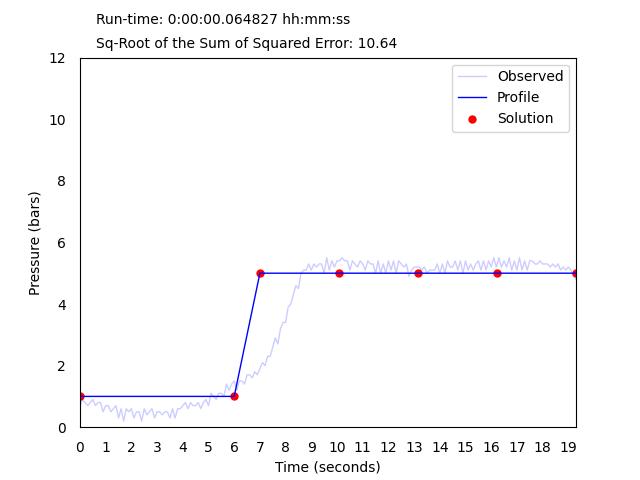 Run-time: 0:00:00.064827 hh:mm:ss
Sq-Root of the Sum of Squared Error: 10.64
Observed
Profile
Solution
12
10
8
6
4
2
0
Pressure (bars)
0 1 2 3 4 5 6 7 8 9 10 11 12 13 14 15 16 17 18 19
Time (seconds)